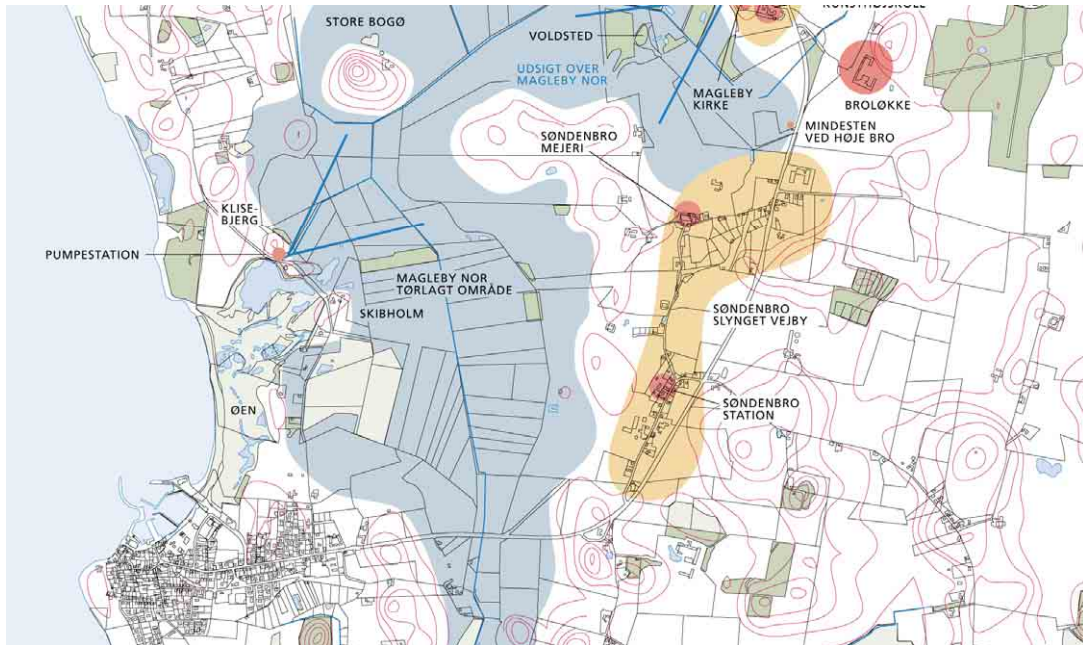 KUNSTHØJSKOLE
STORE BOGØ
VOLDSTED
UDSIGT OVER
MAGLEBY NOR
MAGLEBY
KIRKE
BROLØKKE
MINDESTEN
VED HØJE BRO
SØNDENBRO
MEJERI
KLISE-
BJERG
PUMPESTATION
MAGLEBY NOR
TØRLAGT OMRÅDE
SKIBHOLM
SØNDENBRO
SLYNGET VEJBY
ØEN
SØNDENBRO
STATION